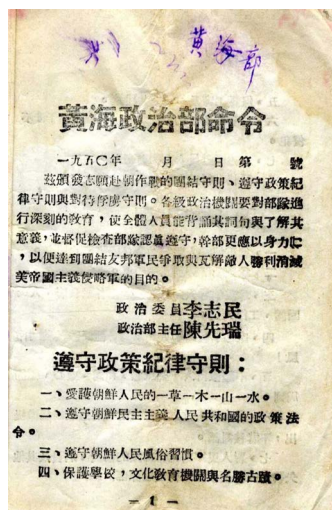 黃海部
黃海政治部命令
一九五〇年　月　日第　號
茲頒發志願赴朝作戰的團結守則、遵守政策紀
律守則與對待俘虜守則。各級政治機關要對部隊進
行深刻的教育，使全體人員能背誦其詞句與了解其
意義，並督促檢查部隊認眞遵守，幹部更應以身力行
，以便達到團結友邦軍民爭取與瓦解敵人勝利消滅
美帝國主義侵略軍的目的。
政治委員李志民
政治部主任陳先瑞
遵守政策紀律守則：
一、愛護朝鮮人民的一草一木一山一水。
二、遵守朝鮮民主主義人民共和國的政策法
令。
三、遵守朝鮮人民風俗習慣。
四、保護學校，文化敎育機關與名勝古蹟。
— 1 —